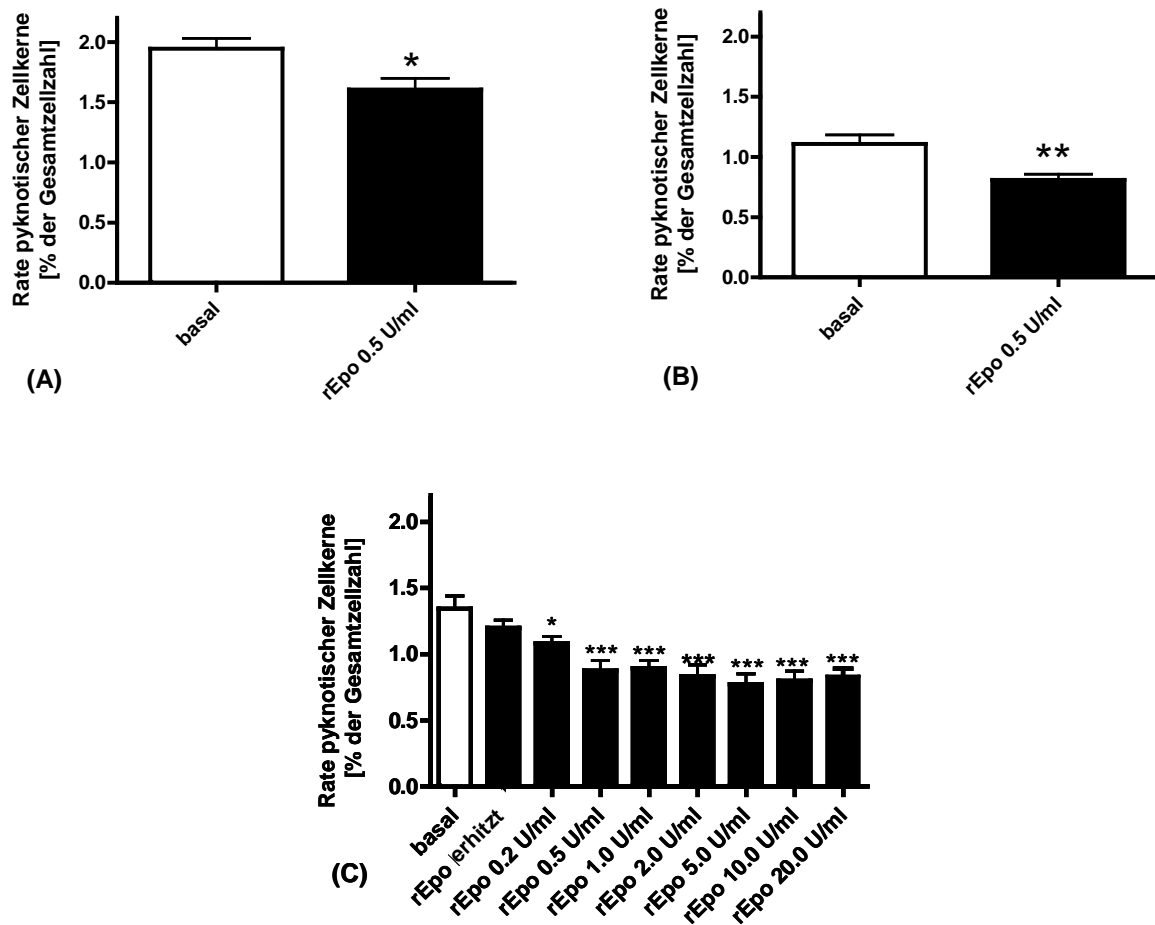 Rate pyknotischer Zellkerne
[% der Gesamtzellzahl]
2.0
1.5
1.0
0.5
0.0
*
basal
rEpo 0.5 U/ml
(A)
Rate pyknotischer Zellkerne
[% der Gesamtzellzahl]
2.0
1.5
1.0
0.5
0.0
**
basal
rEpo 0.5 U/ml
(B)
Rate pyknotischer Zellkerne
[% der Gesamtzellzahl]
2.0
1.5
1.0
0.5
0.0
*
***
***
***
***
***
***
basal
rEpo erhitzt
rEpo 0.2 U/ml
rEpo 0.5 U/ml
rEpo 1.0 U/ml
rEpo 2.0 U/ml
rEpo 5.0 U/ml
rEpo 10.0 U/ml
rEpo 20.0 U/ml
(C)